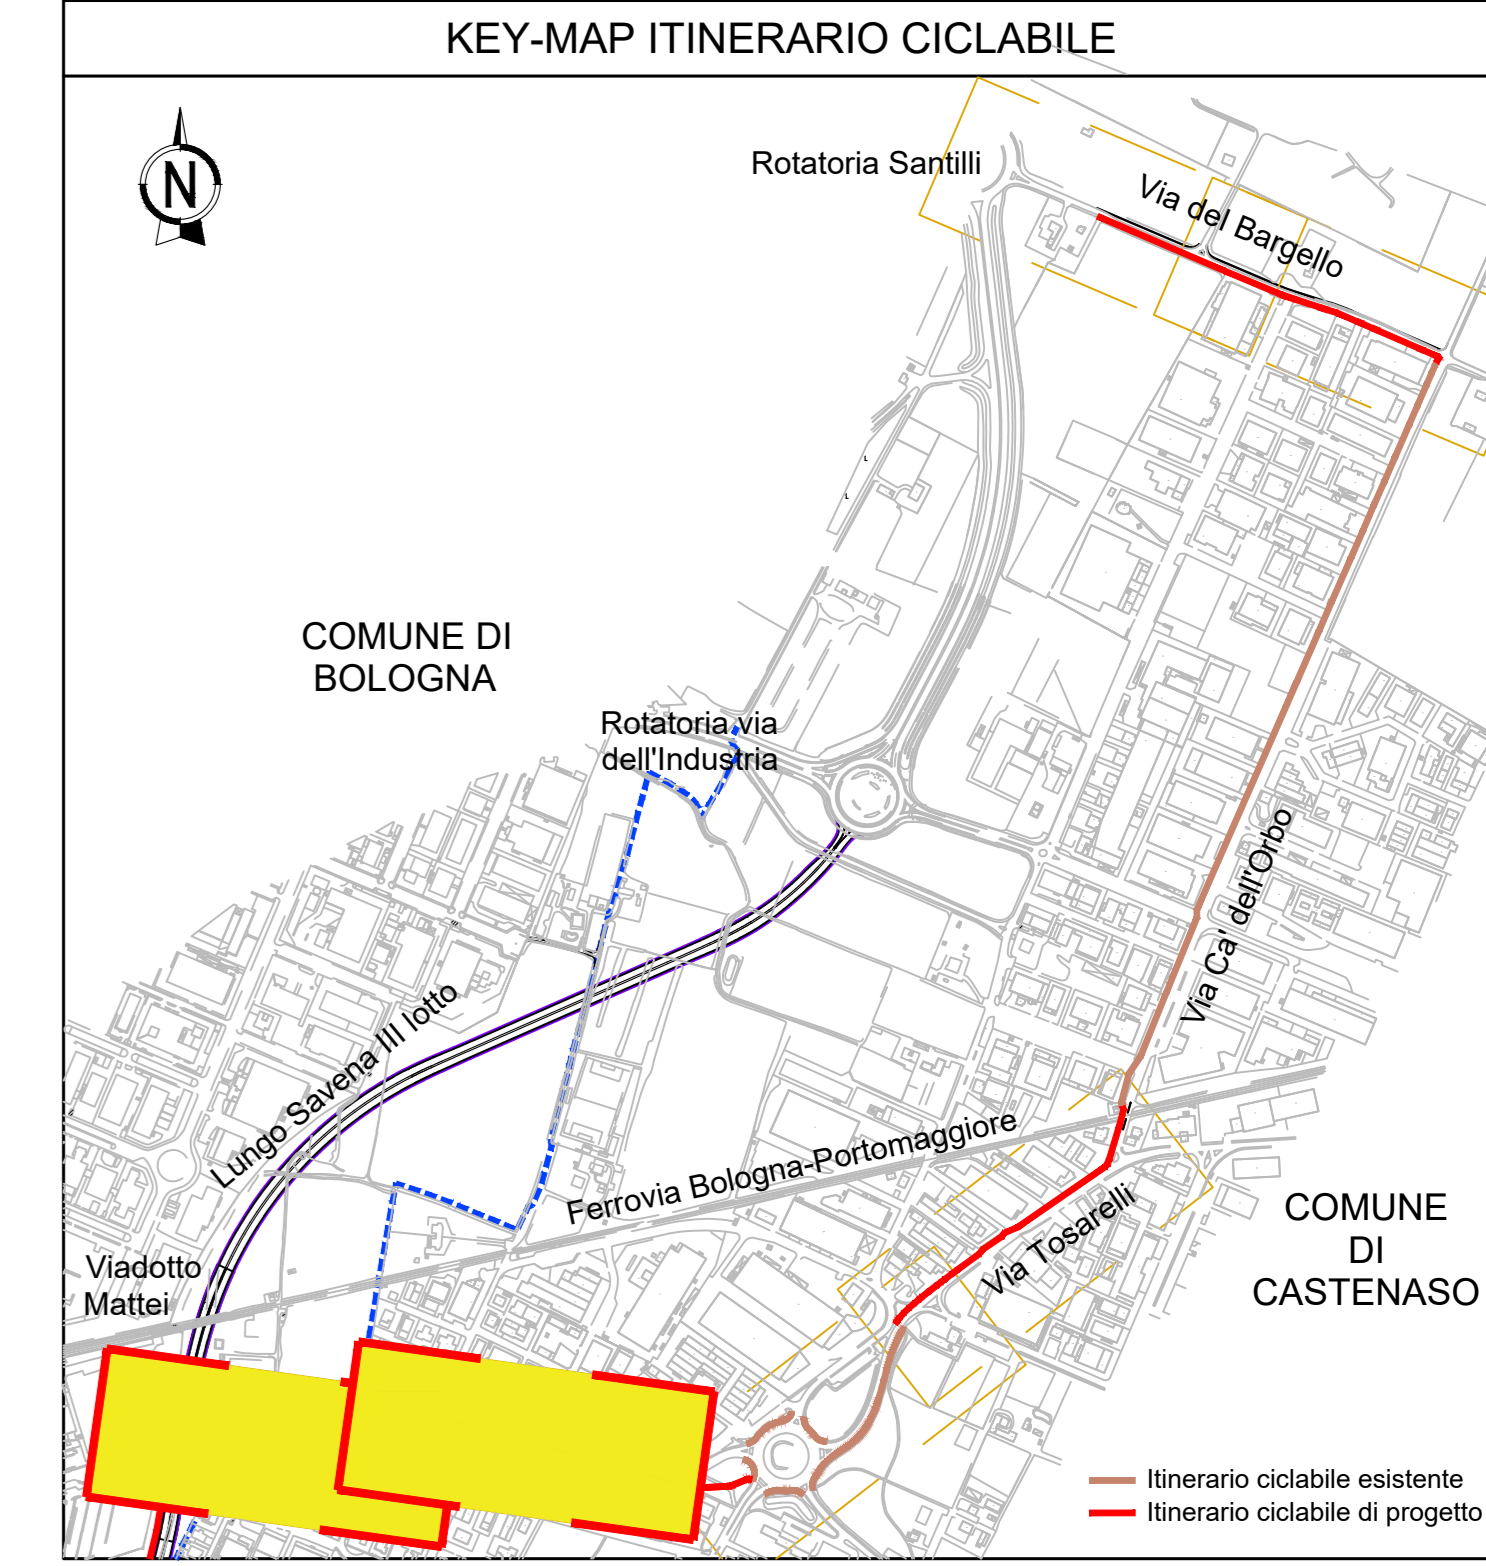 KEY-MAP ITINERARIO CICLABILE
N
Rotatoria Santilli
Via del Bargello
COMUNE DI
BOLOGNA
Rotatoria via
dell'Industria
Via Ca' dell'Orbo
Lungo Savena III lotto
Ferrovia Bologna-Portomaggiore
Via Tosarelli
COMUNE
DI
CASTENASO
Viadotto
Mattei
Itinerario ciclabile esistente
Itinerario ciclabile di progetto